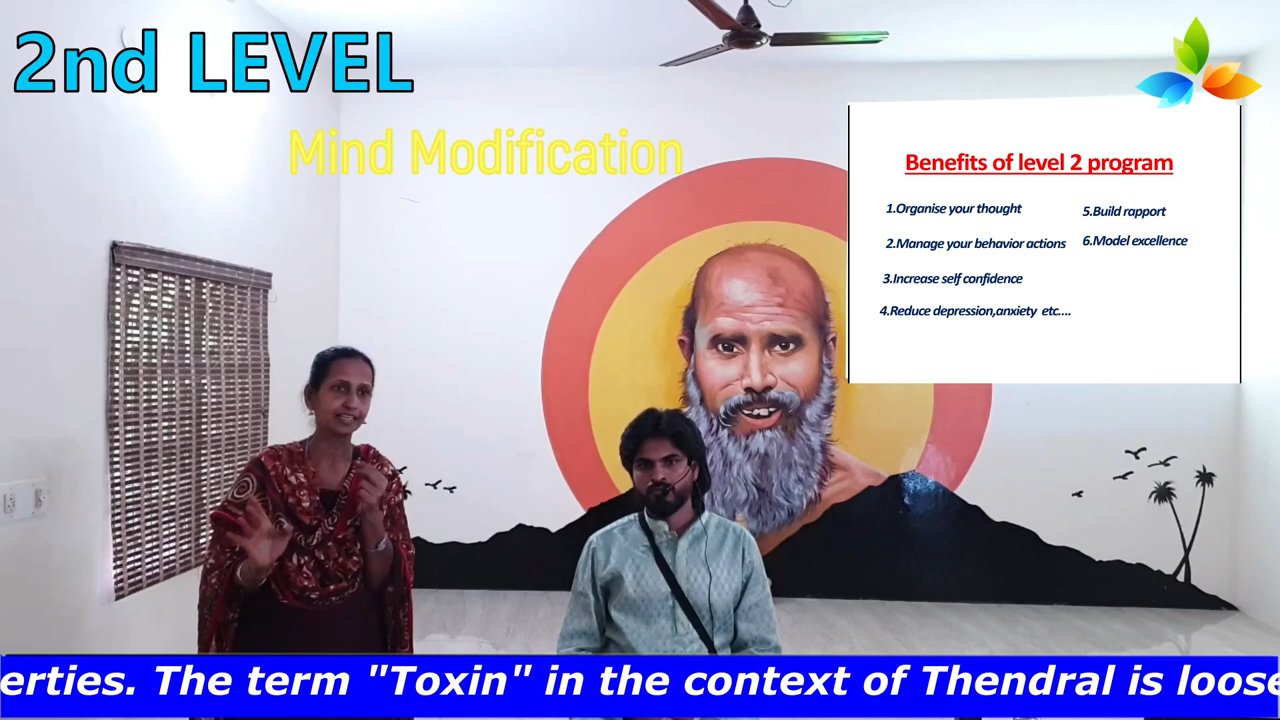 2nd LEVEL
Mind Modification
Benefits of level 2 program
1.Organise your thought
2.Manage your behavior actions
3.Increase self confidence
4.Reduce depression,anxiety etc....
5.Build rapport
6.Model excellence
erties. The term "Toxin" in the context of Thendral is loose